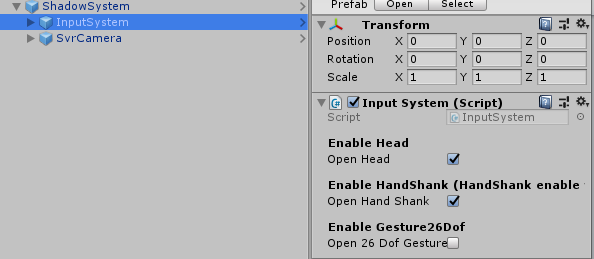 ShadowSystem
InputSystem
SvrCamera
Prefab Open Select
Transform
Position X 0 Y 0 Z 0
Rotation X 0 Y 0 Z 0
Scale X 1 Y 1 Z 1
Input System (Script)
Script InputSystem
Enable Head
Open Head
Enable HandShank (HandShank enable
Open Hand Shank
Enable Gesture26Dof
Open 26 Dof Gesture